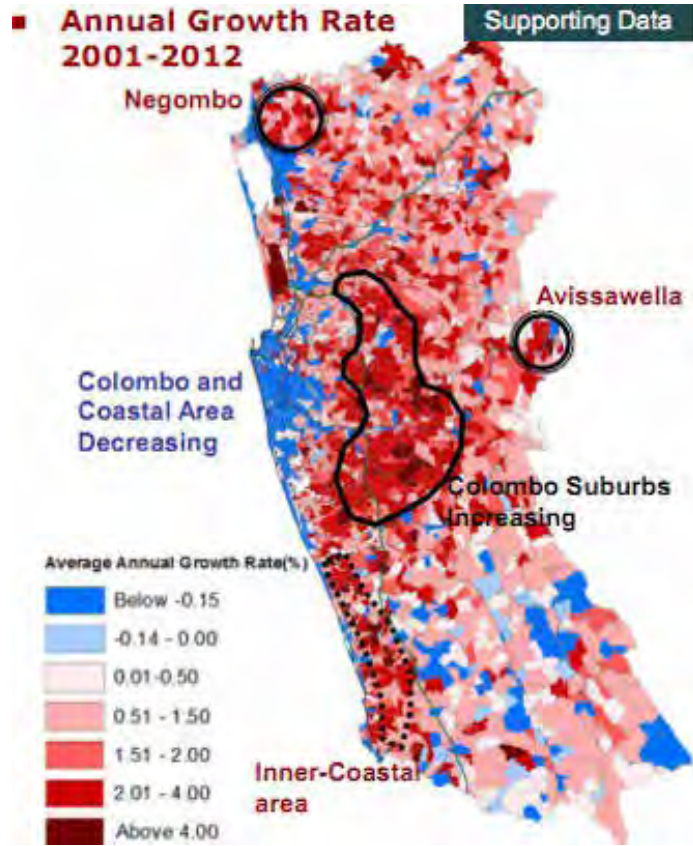 Annual Growth Rate
2001-2012
Supporting Data
Negombo
Avissawella
Colombo and
Coastal Area
Decreasing
Colombo Suburbs
Increasing
Average Annual Growth Rate(%)
Below -0.15
-0.14 - 0.00
0.01-0.50
0.51 - 1.50
1.51 - 2.00
2.01 - 4.00
Above 4.00
Inner-Coastal
area